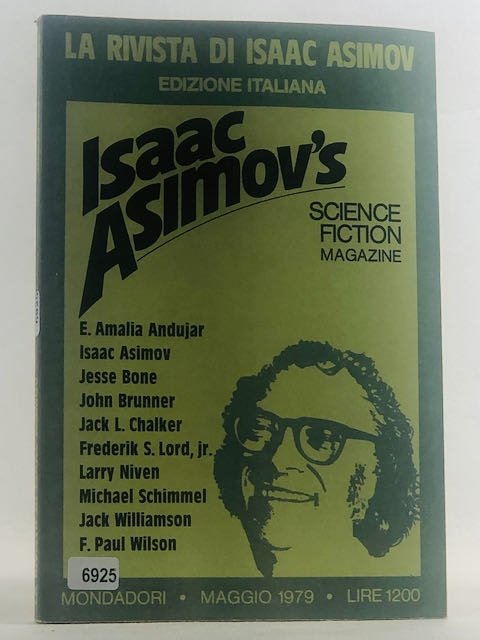 LA RIVISTA DI ISAAC ASIMOV
EDIZIONE ITALIANA
Isaac
Asimov's
SCIENCE
FICTION
MAGAZINE
E. Amalia Andujar
Isaac Asimov
Jesse Bone
John Brunner
Jack L. Chalker
Frederik S. Lord, jr.
Larry Niven
Michael Schimmel
Jack Williamson
F. Paul Wilson
6925
MONDADORI • MAGGIO 1979 • LIRE 1200
6925